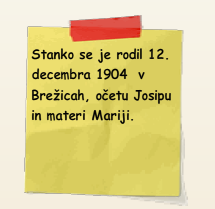 Stanko se je rodil 12.
decembra 1904 v
Brežicah, očetu Josipu
in materi Mariji.